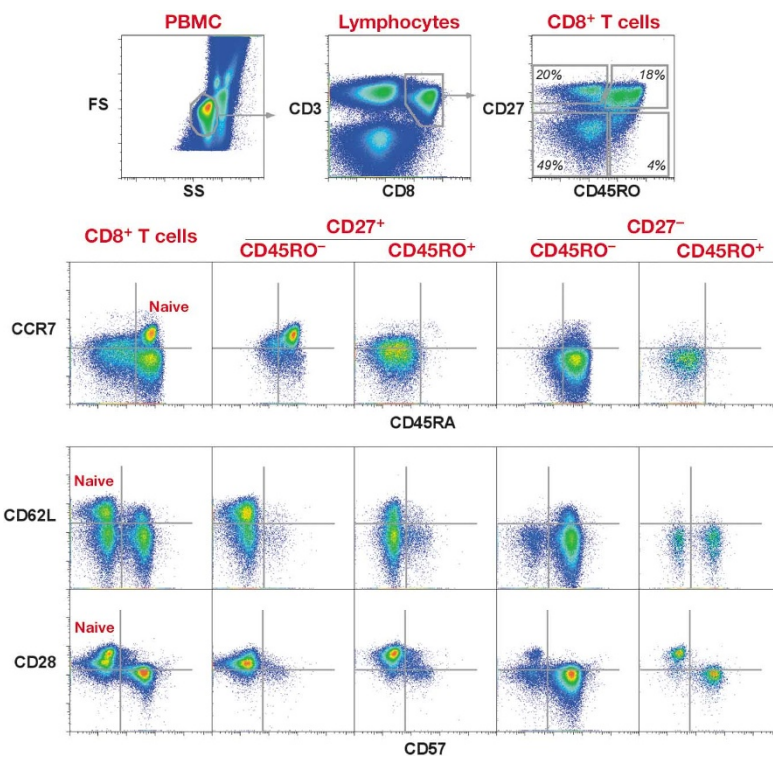 PBMC
Lymphocytes
CD8+ T cells
FS
SS
CD3
CD8
CD27
20%
18%
49%
4%
CD45RO
CD8+ T cells
CD27+
CD27–
CD45RO–
CD45RO+
CD45RO–
CD45RO+
CCR7
Naive
CD45RA
Naive
CD62L
Naive
CD28
CD57